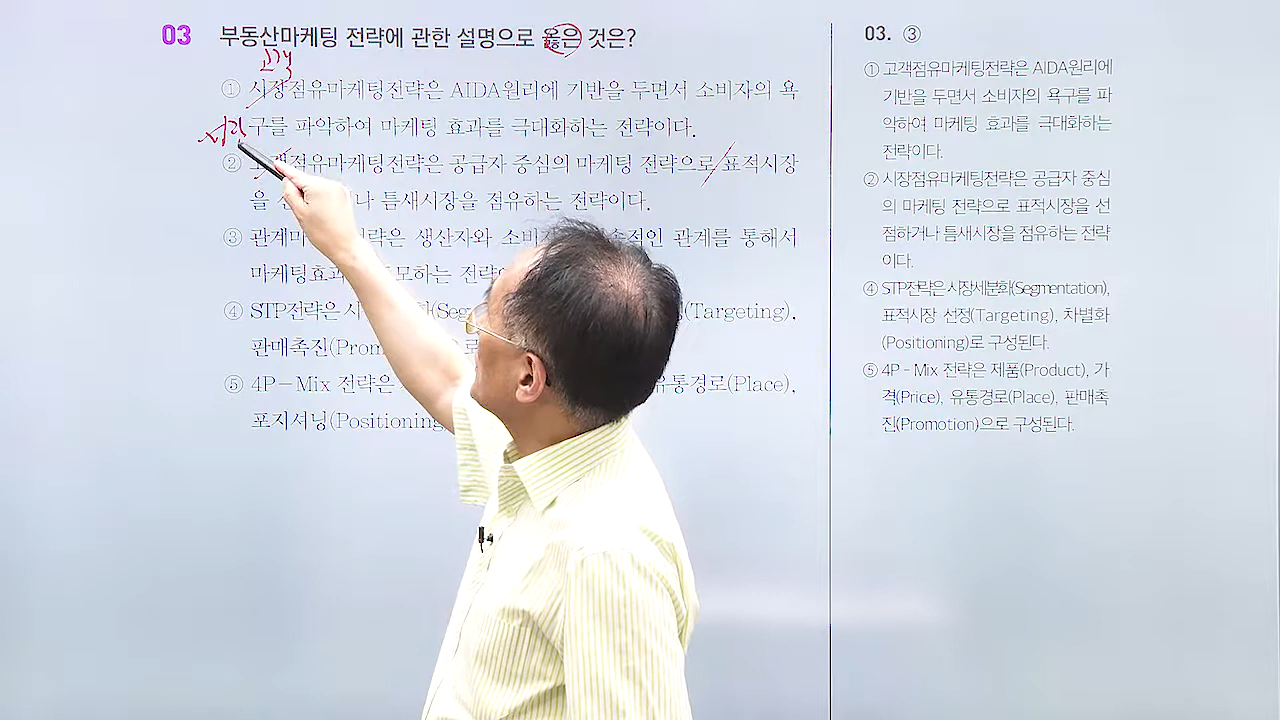 03 부동산마케팅 전략에 관한 설명으로 옳은 것은?
① 시장점유마케팅전략은 AIDA원리에 기반을 두면서 소비자의 욕
구를 파악하여 마케팅 효과를 극대화하는 전략이다.
② 점유마케팅전략은 공급자 중심의 마케팅 전략으로 표적시장
을 나 틈새시장을 점유하는 전략이다.
③ 관계마 전략은 생산자와 소비 속적인 관계를 통해서
마케팅효과 모하는 전략
④ STP전략은 시 (Seg (Targeting),
판매촉진(Prom 로
⑤ 4P-Mix 전략은 유통경로(Place),
포지셔닝(Positioning
03. ③
① 고객점유마케팅전략은 AIDA원리에
기반을 두면서 소비자의 욕구를 파
악하여 마케팅 효과를 극대화하는
전략이다.
② 시장점유마케팅전략은 공급자 중심
의 마케팅 전략으로 표적시장을 선
점하거나 틈새시장을 점유하는 전략
이다.
④ STP전략은 시장세분화(Segmentation),
표적시장 선정(Targeting), 차별화
(Positioning)로 구성된다.
⑤ 4P-Mix 전략은 제품(Product), 가
격(Price), 유통경로(Place), 판매촉
진(Promotion)으로 구성된다.